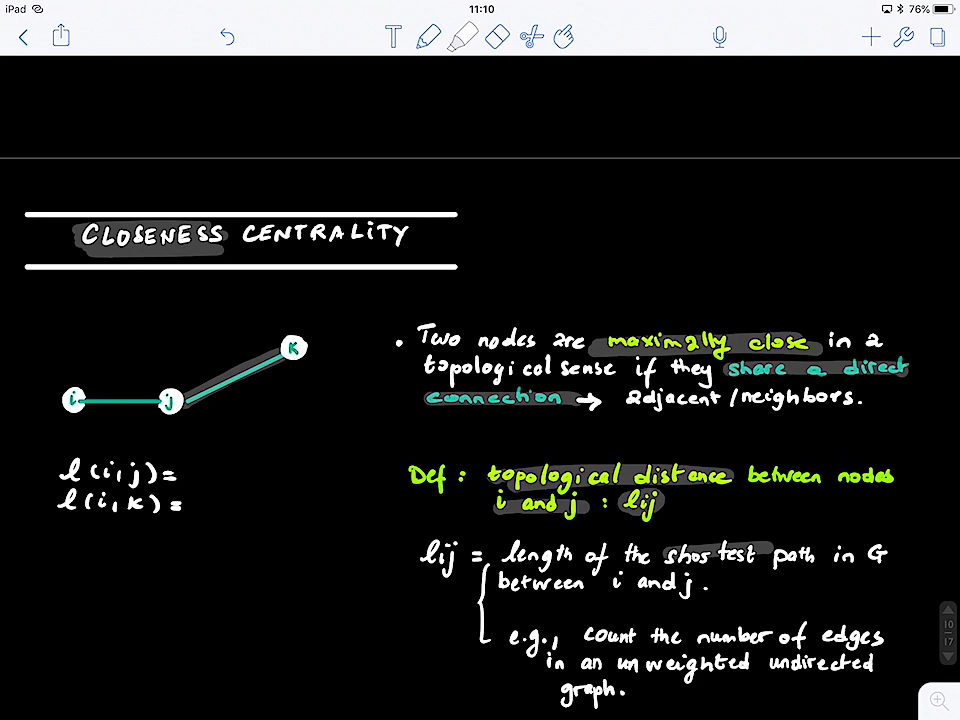 iPad
11:10
76%
T
CLOSENESS CENTRALITY
k
i
j
l(i,j)=
l(i,k)=
• Two nodes are maximally close in a
topological sense if they share a direct
connection → adjacent/neighbors.
Def: topological distance between nodes
i and j : lij
lij = length of the shortest path in G
between i and j.
e.g., count the number of edges
in an unweighted undirected
graph.
10
17